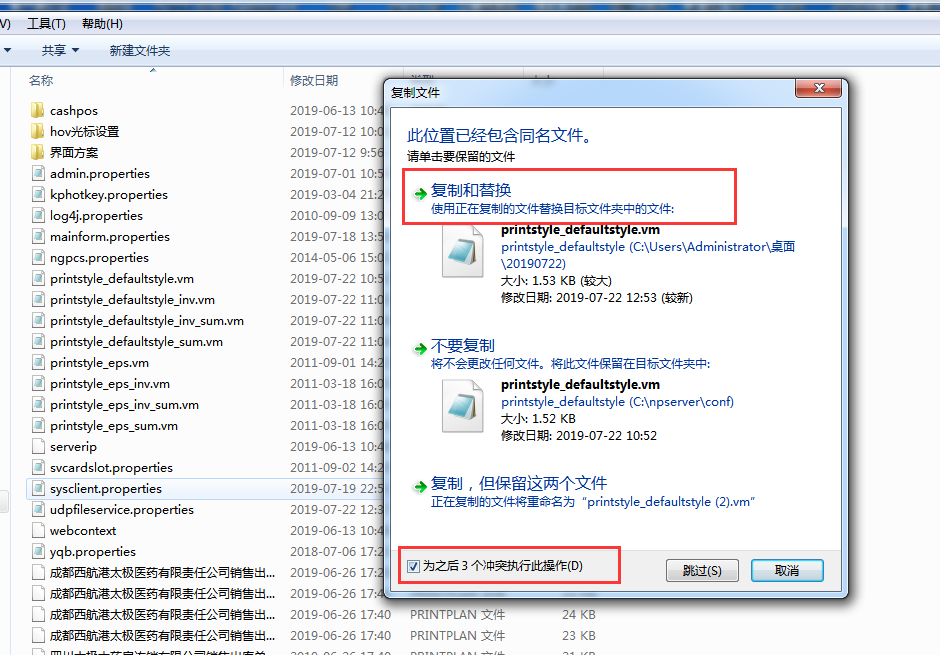 V) 工具(T) 帮助(H)
共享 新建文件夹
名称 修改日期
cashpos 2019-06-13 10:4
hov光标设置 2019-07-12 10:0
界面方案 2019-07-12 9:56
admin.properties 2019-07-01 10:5
kphotkey.properties 2019-03-04 21:2
log4j.properties 2010-09-09 13:0
mainform.properties 2019-07-18 13:5
ngpcs.properties 2014-05-06 15:0
printstyle_defaultstyle.vm 2019-07-22 10:5
printstyle_defaultstyle_inv.vm 2019-07-22 11:0
printstyle_defaultstyle_inv_sum.vm 2019-07-22 11:0
printstyle_defaultstyle_sum.vm 2019-07-22 11:0
printstyle_eps.vm 2011-09-01 14:2
printstyle_eps_inv.vm 2011-03-18 16:0
printstyle_eps_inv_sum.vm 2011-03-18 16:0
printstyle_eps_sum.vm 2011-03-18 16:0
serverip 2019-06-13 10:4
svcardslot.properties 2011-09-02 14:2
sysclient.properties 2019-07-19 22:5
udpfileservice.properties 2019-07-22 12:3
webcontext 2019-06-13 10:4
yqb.properties 2018-07-06 17:2
成都西航港太极医药有限责任公司销售出... 2019-06-26 17:2
成都西航港太极医药有限责任公司销售出... 2019-06-26 17:4
成都西航港太极医药有限责任公司销售出... 2019-06-26 17:40 PRINTPLAN 文件 24 KB
成都西航港太极医药有限责任公司销售出... 2019-06-26 17:40 PRINTPLAN 文件 23 KB
复制文件
此位置已经包含同名文件。
请单击要保留的文件
复制和替换
使用正在复制的文件替换目标文件夹中的文件:
printstyle_defaultstyle.vm
printstyle_defaultstyle (C:\Users\Administrator\桌面
\20190722)
大小: 1.53 KB (较大)
修改日期: 2019-07-22 12:53 (较新)
不要复制
将不会更改任何文件。将此文件保留在目标文件夹中:
printstyle_defaultstyle.vm
printstyle_defaultstyle (C:\npserver\conf)
大小: 1.52 KB
修改日期: 2019-07-22 10:52
复制，但保留这两个文件
正在复制的文件将重命名为“printstyle_defaultstyle (2).vm”
为之后 3 个冲突执行此操作(D)
跳过(S) 取消